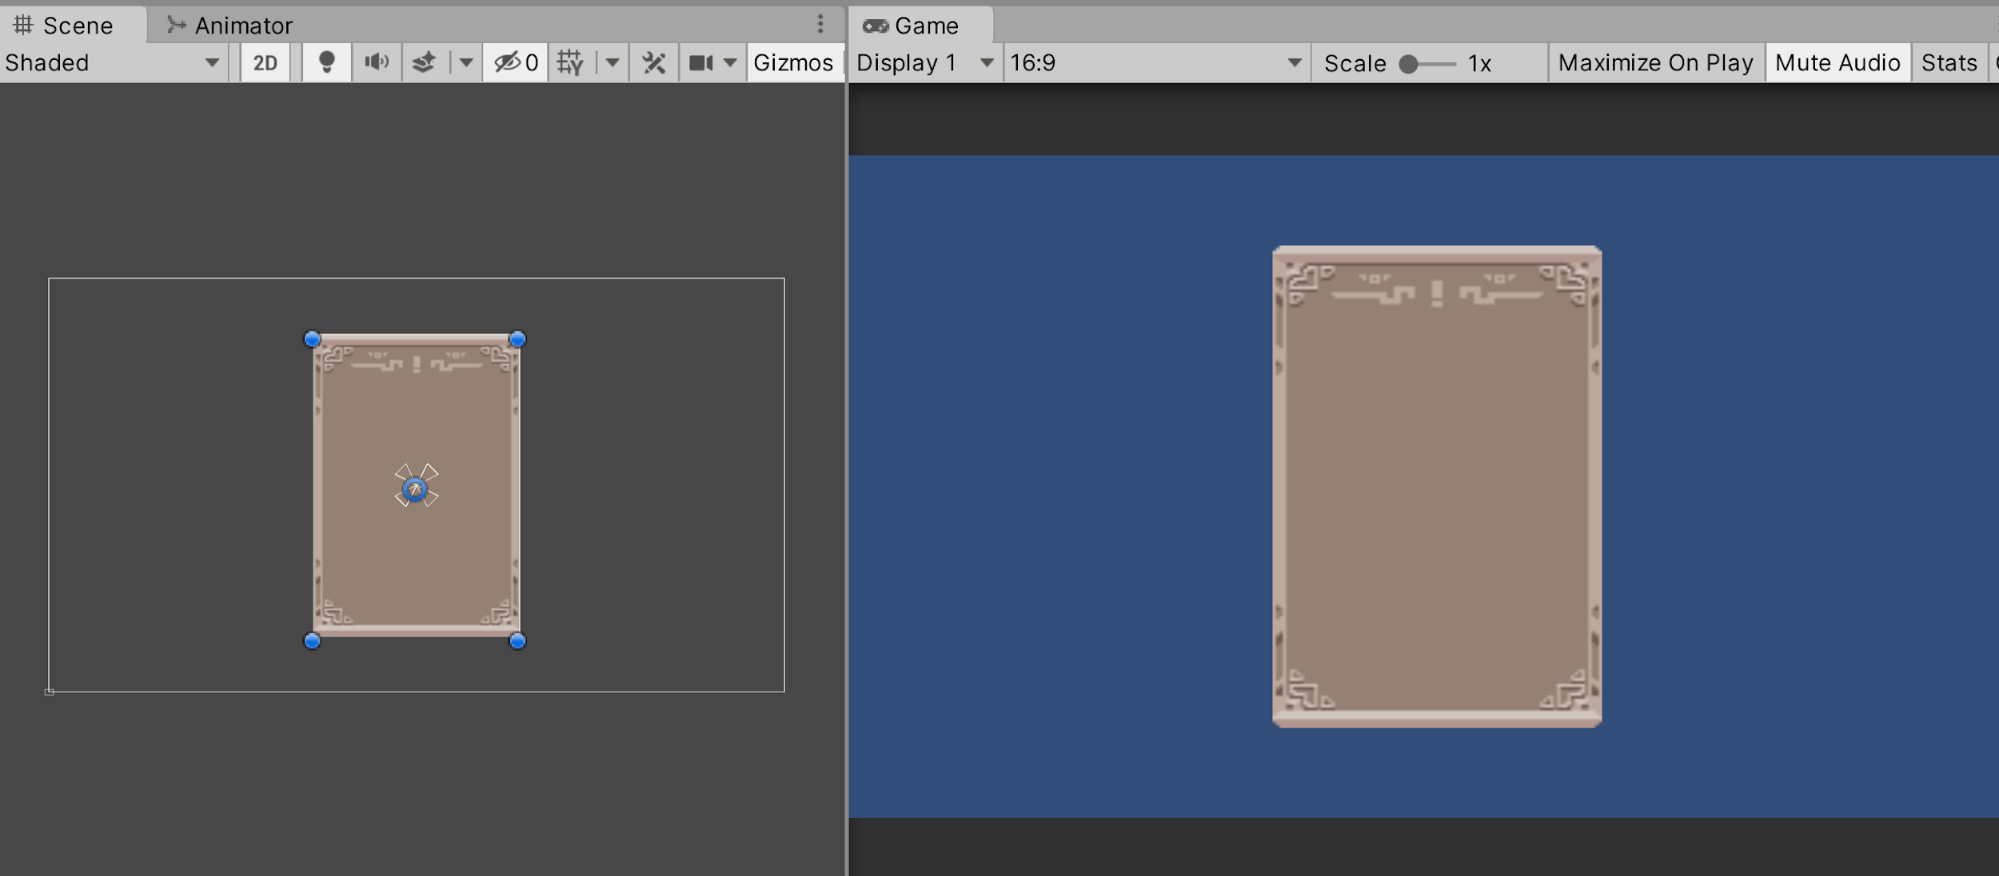 Scene Animator
Shaded 2D 0 Gizmos
Game
Display 1 16:9 Scale 1x Maximize On Play Mute Audio Stats